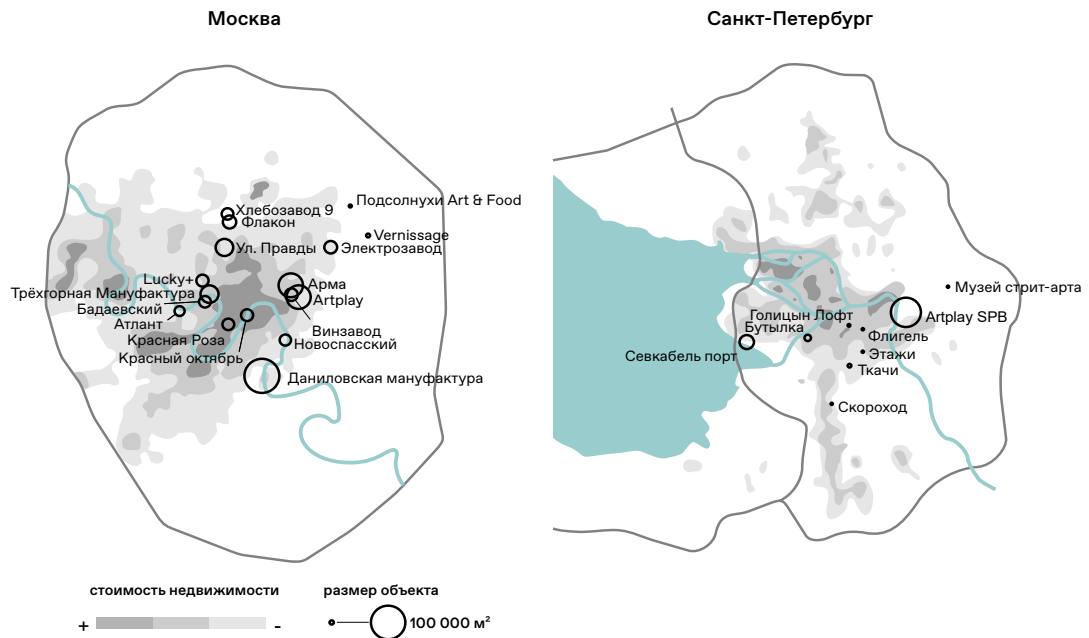 Москва
Санкт-Петербург
Подсолнухи Art & Food
Хлебозавод 9
Флакон
Vernissage
Ул. Правды
Электрозавод
Lucky+
Арма
Трёхгорная Мануфактура
Artplay
Бадаевский
Атлант
Винзавод
Красная Роза
Новоспасский
Красный октябрь
Даниловская мануфактура
Музей стрит-арта
Голицын Лофт
Artplay SPB
Бутылка
Флигель
Севкабель порт
Этажи
Ткачи
Скороход
стоимость недвижимости
+ -
размер объекта
100 000 м²